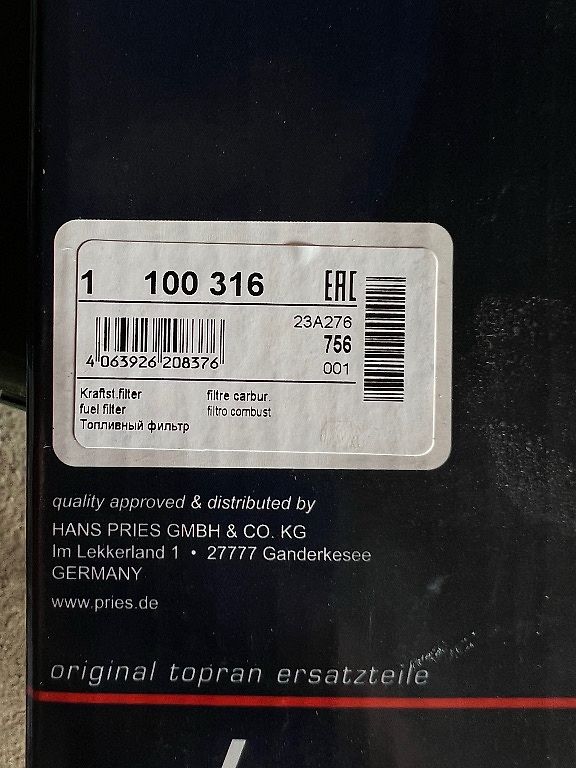 1 100 316 EAC
23A276
756
001
4 063926 208376
Kraftst.filter filtre carbur.
fuel filter filtro combust
Топливный фильтр
quality approved & distributed by
HANS PRIES GMBH & CO. KG
Im Lekkerland 1 • 27777 Ganderkesee
GERMANY
www.pries.de
original topran ersatzteile